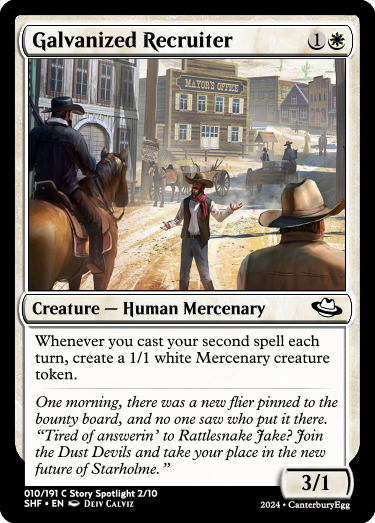 Galvanized Recruiter 1
MAYOR'S OFFICE
Creature — Human Mercenary
Whenever you cast your second spell each
turn, create a 1/1 white Mercenary creature
token.
One morning, there was a new flier pinned to the
bounty board, and no one saw who put it there.
“Tired of answerin’ to Rattlesnake Jake? Join
the Dust Devils and take your place in the new
future of Starholme.”
3/1
010/191 C Story Spotlight 2/10
SHF • EN Deiv Calviz
2024 • CanterburyEgg